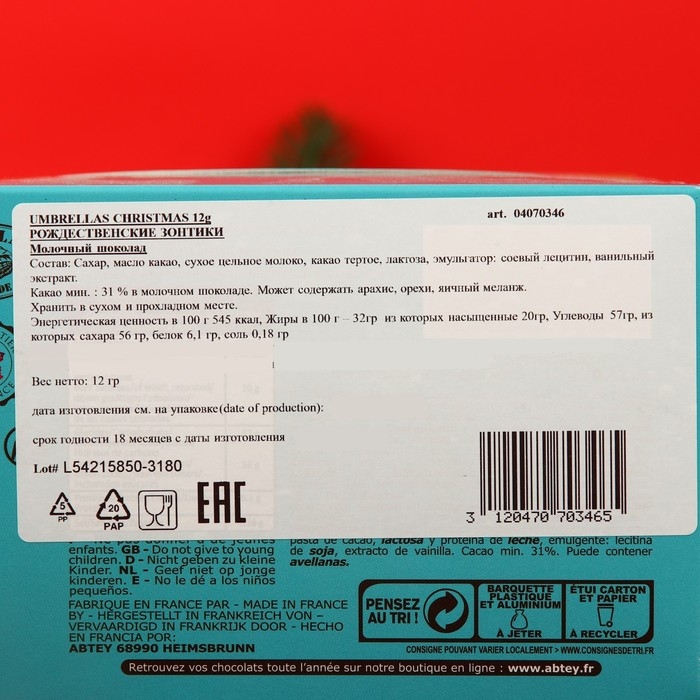 UMBRELLAS CHRISTMAS 12g
art. 04070346
РОЖДЕСТВЕНСКИЕ ЗОНТИКИ
Молочный шоколад
Состав: Сахар, масло какао, сухое цельное молоко, какао тертое, лактоза, эмульгатор: соевый лецитин, ванильный
экстракт.
Какао мин. : 31 % в молочном шоколаде. Может содержать арахис, орехи, яичный меланж.
Хранить в сухом и прохладном месте.
Энергетическая ценность в 100 г 545 ккал, Жиры в 100 г – 32гр из которых насыщенные 20гр, Углеводы 57гр, из
которых сахара 56 гр, белок 6,1 гр, соль 0,18 гр
Вес нетто: 12 гр
дата изготовления см. на упаковке(date of production):
срок годности 18 месяцев с даты изготовления
Lot# L54215850-3180
5
PP
20
PAP
EAC
3 120470 703465
- Ne pas donner à de jeunes
enfants. GB - Do not give to young
children. D - Nicht geben zu kleine
Kinder. NL - Geef niet op jonge
kinderen. E - No le dé a los niños
pequeños.
pasta de cacao, lactosa y proteína de leche, emulgente: lecitina
de soja, extracto de vainilla. Cacao mín. 31%. Puede contener
avellanas.
FABRIQUE EN FRANCE PAR - MADE IN FRANCE
BY - HERGESTELLT IN FRANKREICH VON -
VERVAARDIGD IN FRANKRIJK DOOR - HECHO
EN FRANCIA POR:
ABTEY 68990 HEIMSBRUNN
PENSEZ
AU TRI !
BARQUETTE
PLASTIQUE
ET ALUMINIUM
À JETER
ÉTUI CARTON
ET PAPIER
À RECYCLER
CONSIGNE POUVANT VARIER LOCALEMENT > WWW.CONSIGNESDETRI.FR
Retrouvez vos chocolats toute l'année sur notre boutique en ligne : www.abtey.fr